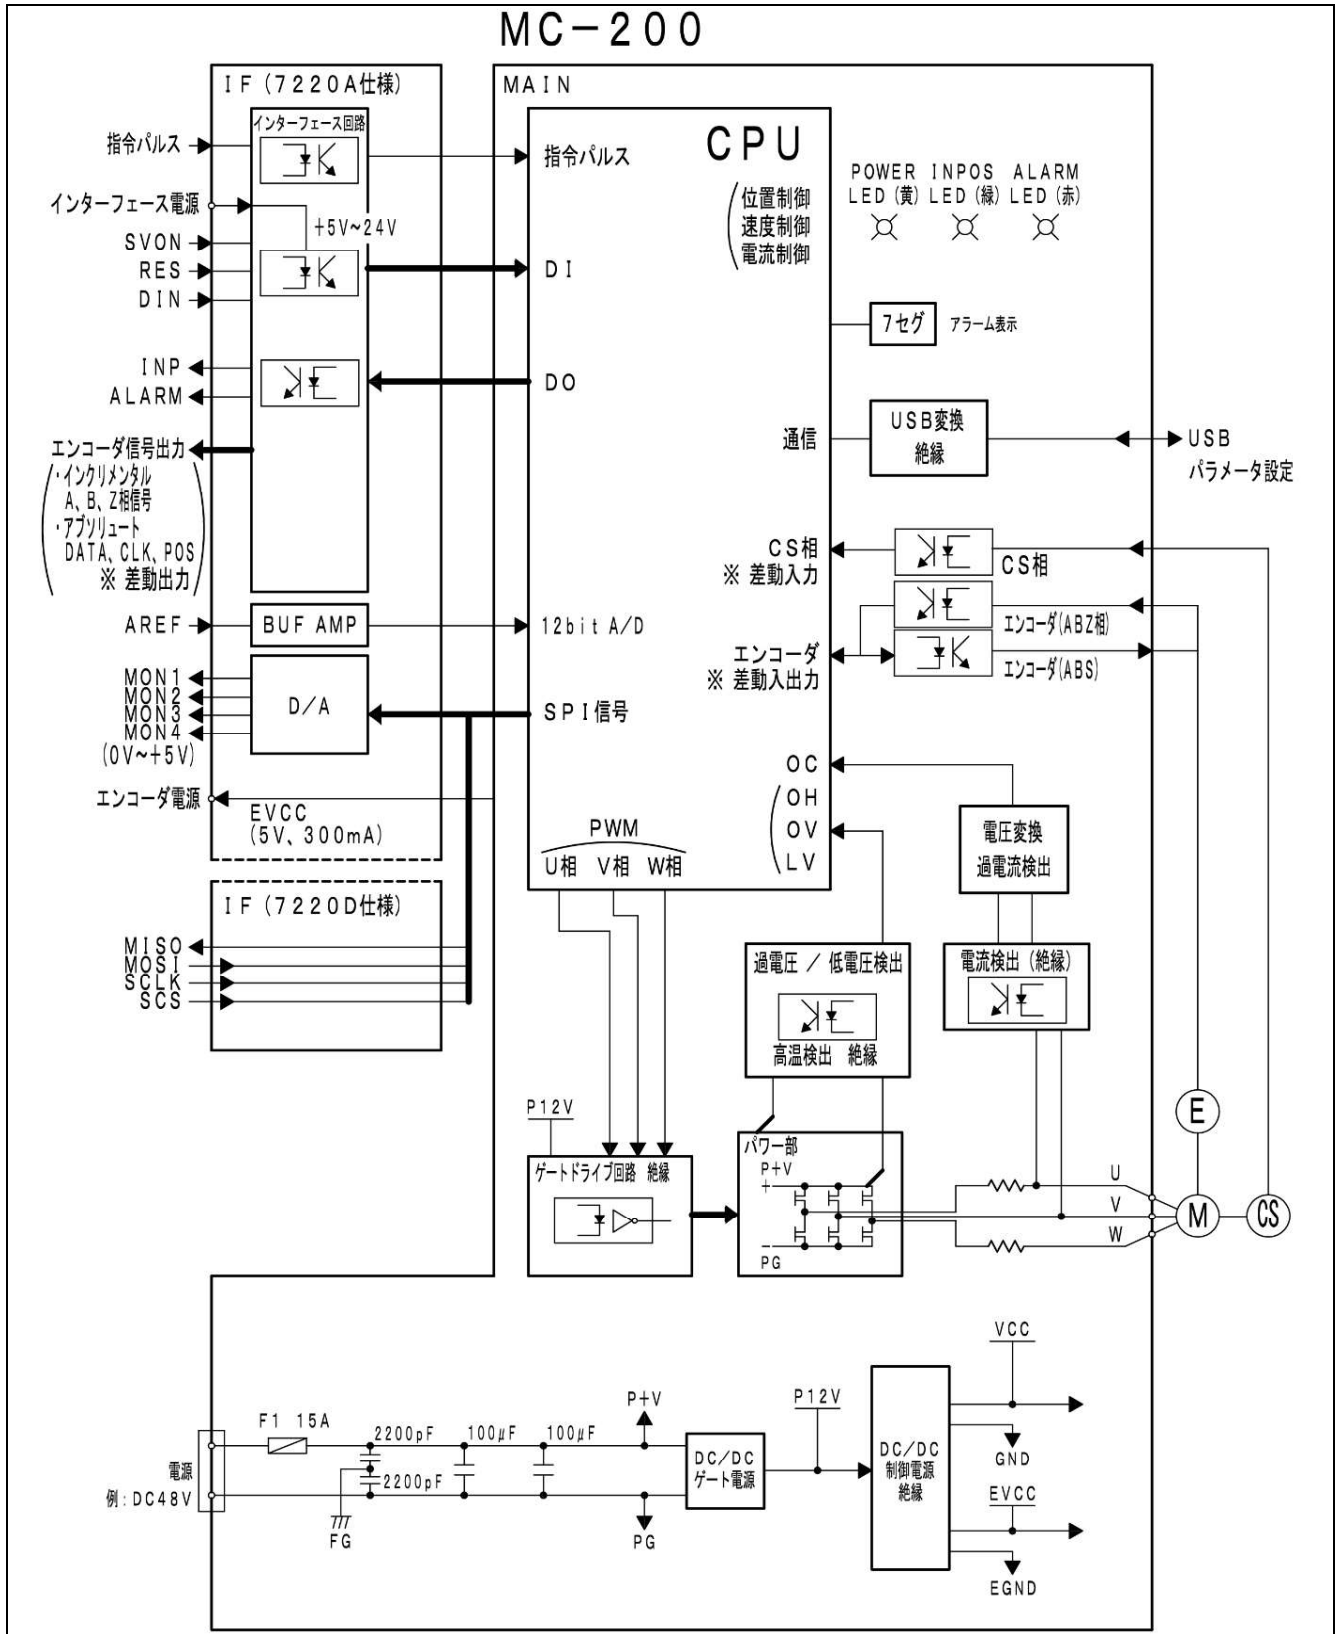 MC-200
IF(7220A仕様)
インターフェース回路
指令パルス
インターフェース電源
+5V~24V
SVON
RES
DIN
INP
ALARM
エンコーダ信号出力
・インクリメンタル
A、B、Z相信号
・アブソリュート
DATA、CLK、POS
※ 差動出力
AREF
BUF AMP
MON1
MON2
MON3
MON4
(0V~+5V)
D/A
エンコーダ電源
EVCC
(5V、300mA)
IF(7220D仕様)
MISO
MOSI
SCLK
SCS
MAIN
CPU
位置制御
速度制御
電流制御
指令パルス
DI
DO
通信
CS相
※ 差動入力
12bit A/D
エンコーダ
※ 差動入出力
SPI信号
OC
OH
OV
LV
PWM
U相 V相 W相
POWER INPOS ALARM
LED(黄) LED(緑) LED(赤)
7セグ アラーム表示
USB変換
絶縁
USB
パラメータ設定
CS相
エンコーダ(ABZ相)
エンコーダ(ABS)
電圧変換
過電流検出
過電圧 / 低電圧検出
高温検出 絶縁
電流検出(絶縁)
P12V
ゲートドライブ回路 絶縁
パワー部
P+V
+
-
PG
U
V
W
E
M
CS
電源
例:DC48V
F1 15A
2200pF
2200pF
100μF
100μF
FG
P+V
PG
DC/DC
ゲート電源
P12V
DC/DC
制御電源
絶縁
VCC
GND
EVCC
EGND